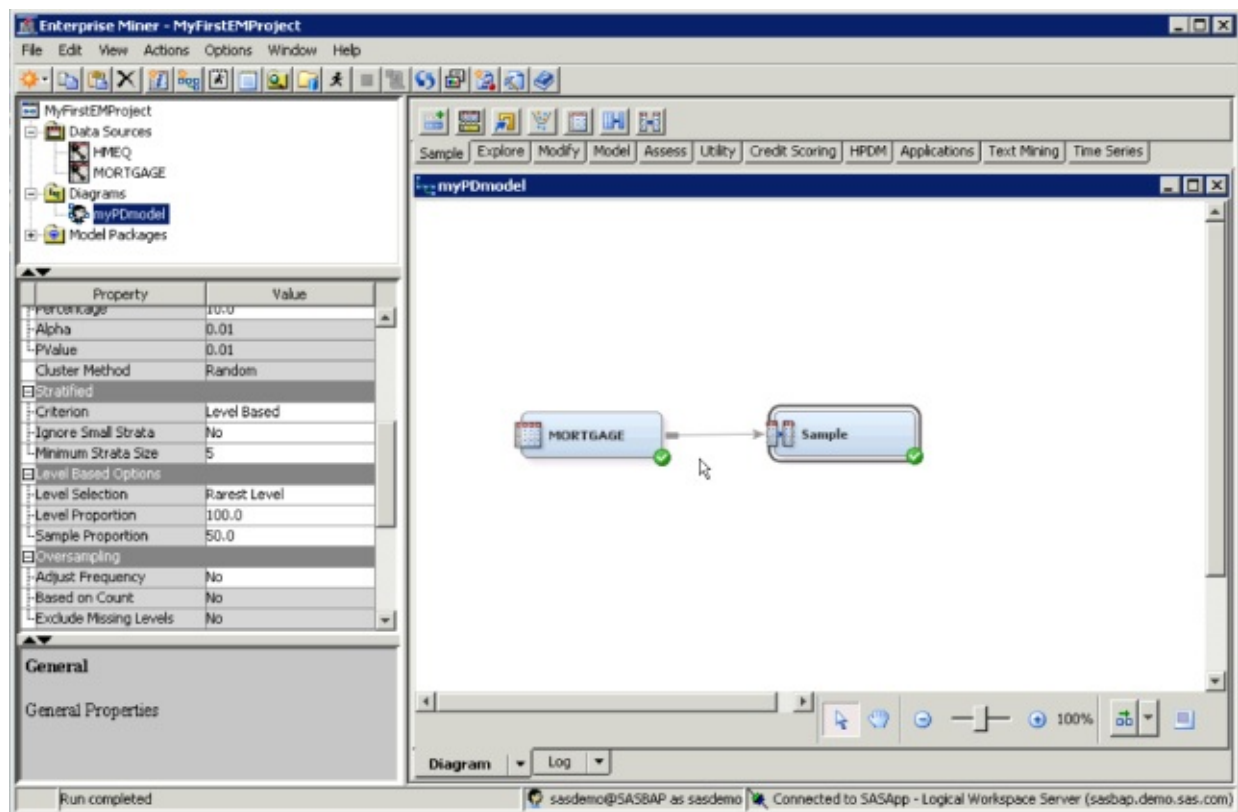 Enterprise Miner - MyFirstEMProject
File Edit View Actions Options Window Help
MyFirstEMProject
Data Sources
HMEQ
MORTGAGE
Diagrams
myPDmodel
Model Packages
Property Value
Percentage 10.0
Alpha 0.01
PValue 0.01
Cluster Method Random
Stratified
Criterion Level Based
Ignore Small Strata No
Minimum Strata Size 5
Level Based Options
Level Selection Rarest Level
Level Proportion 100.0
Sample Proportion 50.0
Oversampling
Adjust Frequency No
Based on Count No
Exclude Missing Levels No
General
General Properties
Sample Explore Modify Model Assess Utility Credit Scoring HPDM Applications Text Mining Time Series
myPDmodel
MORTGAGE Sample
100%
Diagram Log
Run completed sasdemo@SASBAP as sasdemo Connected to SASApp - Logical Workspace Server (sasbap.demo.sas.com)